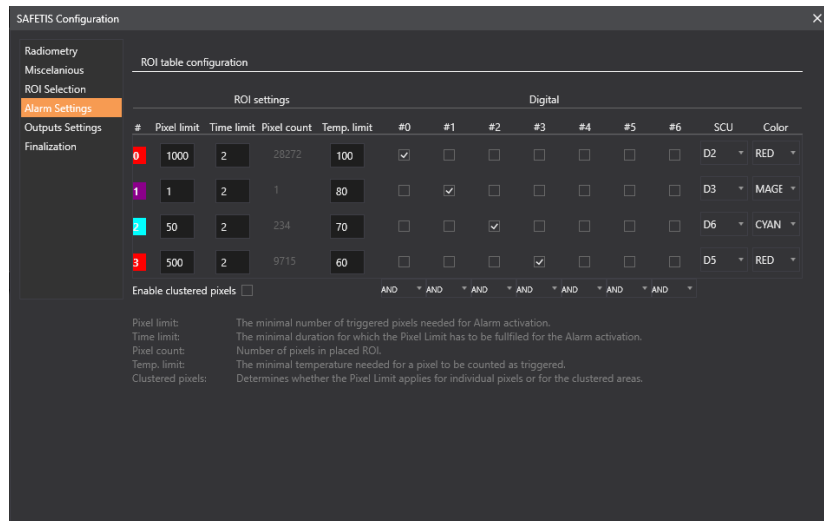 SAFETIS Configuration
Radiometry
Miscelanious
ROI Selection
Alarm Settings
Outputs Settings
Finalization
ROI table configuration
ROI settings Digital
# Pixel limit Time limit Pixel count Temp. limit #0 #1 #2 #3 #4 #5 #6 SCU Color
0 1000 2 28272 100 D2 RED
1 1 2 1 80 D3 MAGE
2 50 2 234 70 D6 CYAN
3 500 2 9715 60 D5 RED
Enable clustered pixels AND AND AND AND AND AND AND
Pixel limit: The minimal number of triggered pixels needed for Alarm activation.
Time limit: The minimal duration for which the Pixel Limit has to be fullfiled for the Alarm activation.
Pixel count: Number of pixels in placed ROI.
Temp. limit: The minimal temperature needed for a pixel to be counted as triggered.
Clustered pixels: Determines whether the Pixel Limit applies for individual pixels or for the clustered areas.